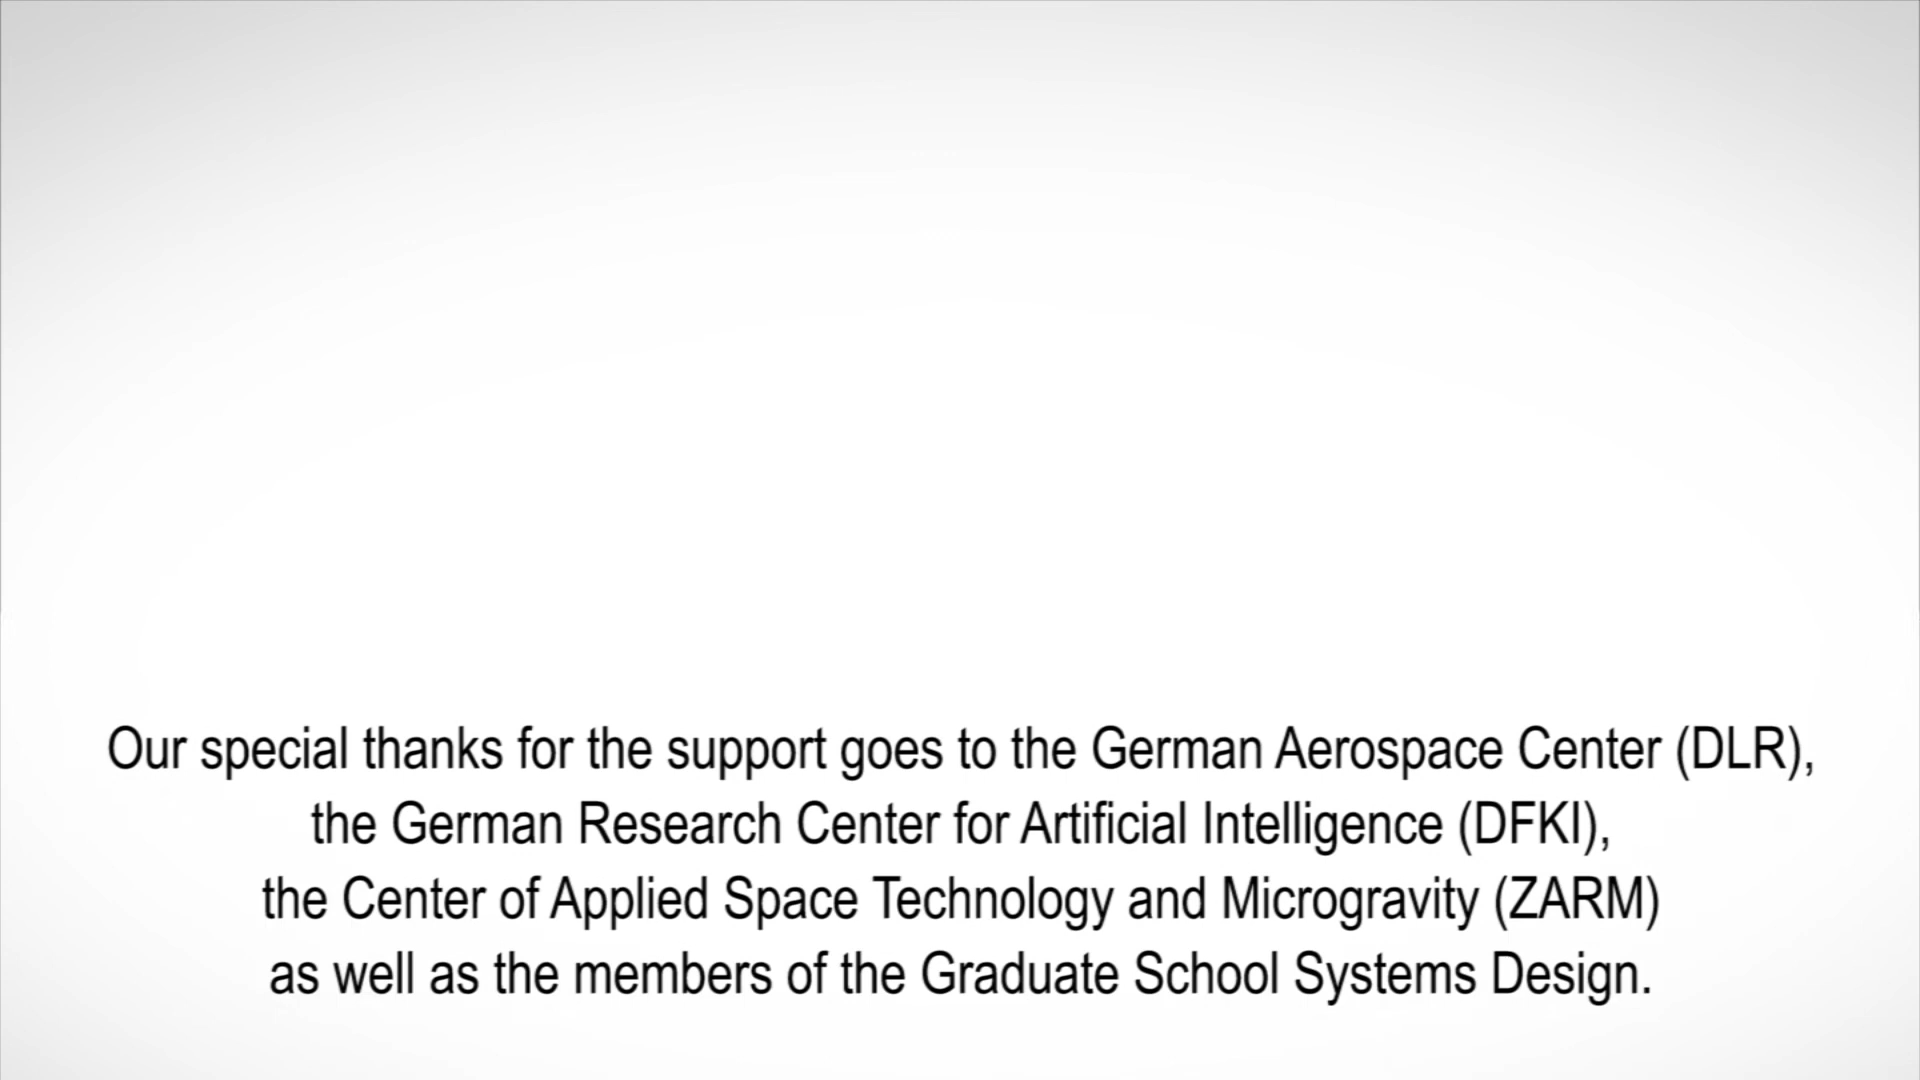 Our special thanks for the support goes to the German Aerospace Center (DLR),
the German Research Center for Artificial Intelligence (DFKI),
the Center of Applied Space Technology and Microgravity (ZARM)
as well as the members of the Graduate School Systems Design.